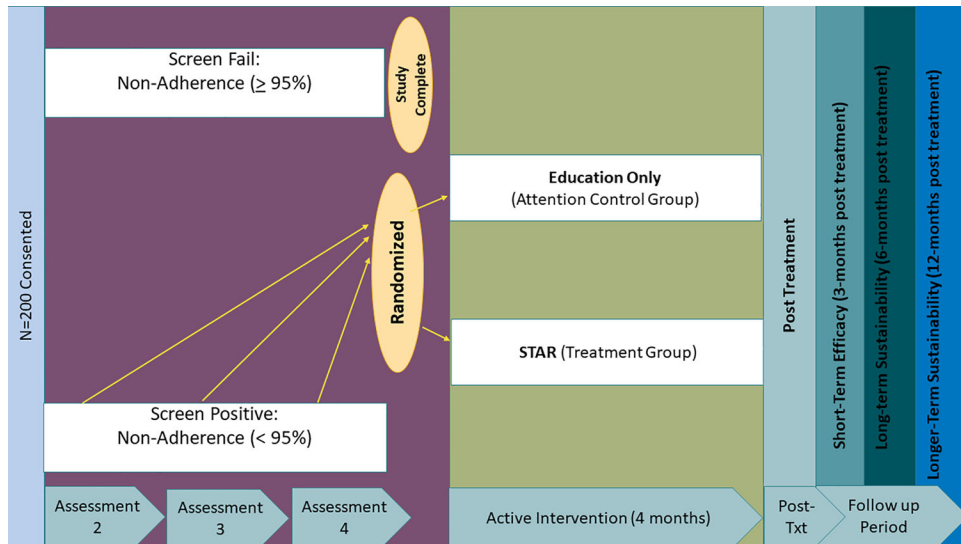 N=200 Consented
Screen Fail:
Non-Adherence (≥ 95%)
Study
Complete
Randomized
Screen Positive:
Non-Adherence (< 95%)
Education Only
(Attention Control Group)
STAR (Treatment Group)
Post Treatment
Short-Term Efficacy (3-months post treatment)
Long-term Sustainability (6-months post treatment)
Longer-Term Sustainability (12-months post treatment)
Assessment
2
Assessment
3
Assessment
4
Active Intervention (4 months)
Post-
Txt
Follow up
Period